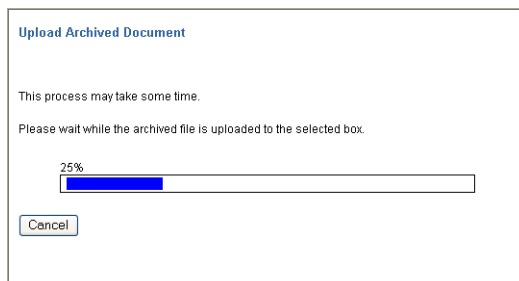 Upload Archived Document
This process may take some time.
Please wait while the archived file is uploaded to the selected box.
25%
Cancel